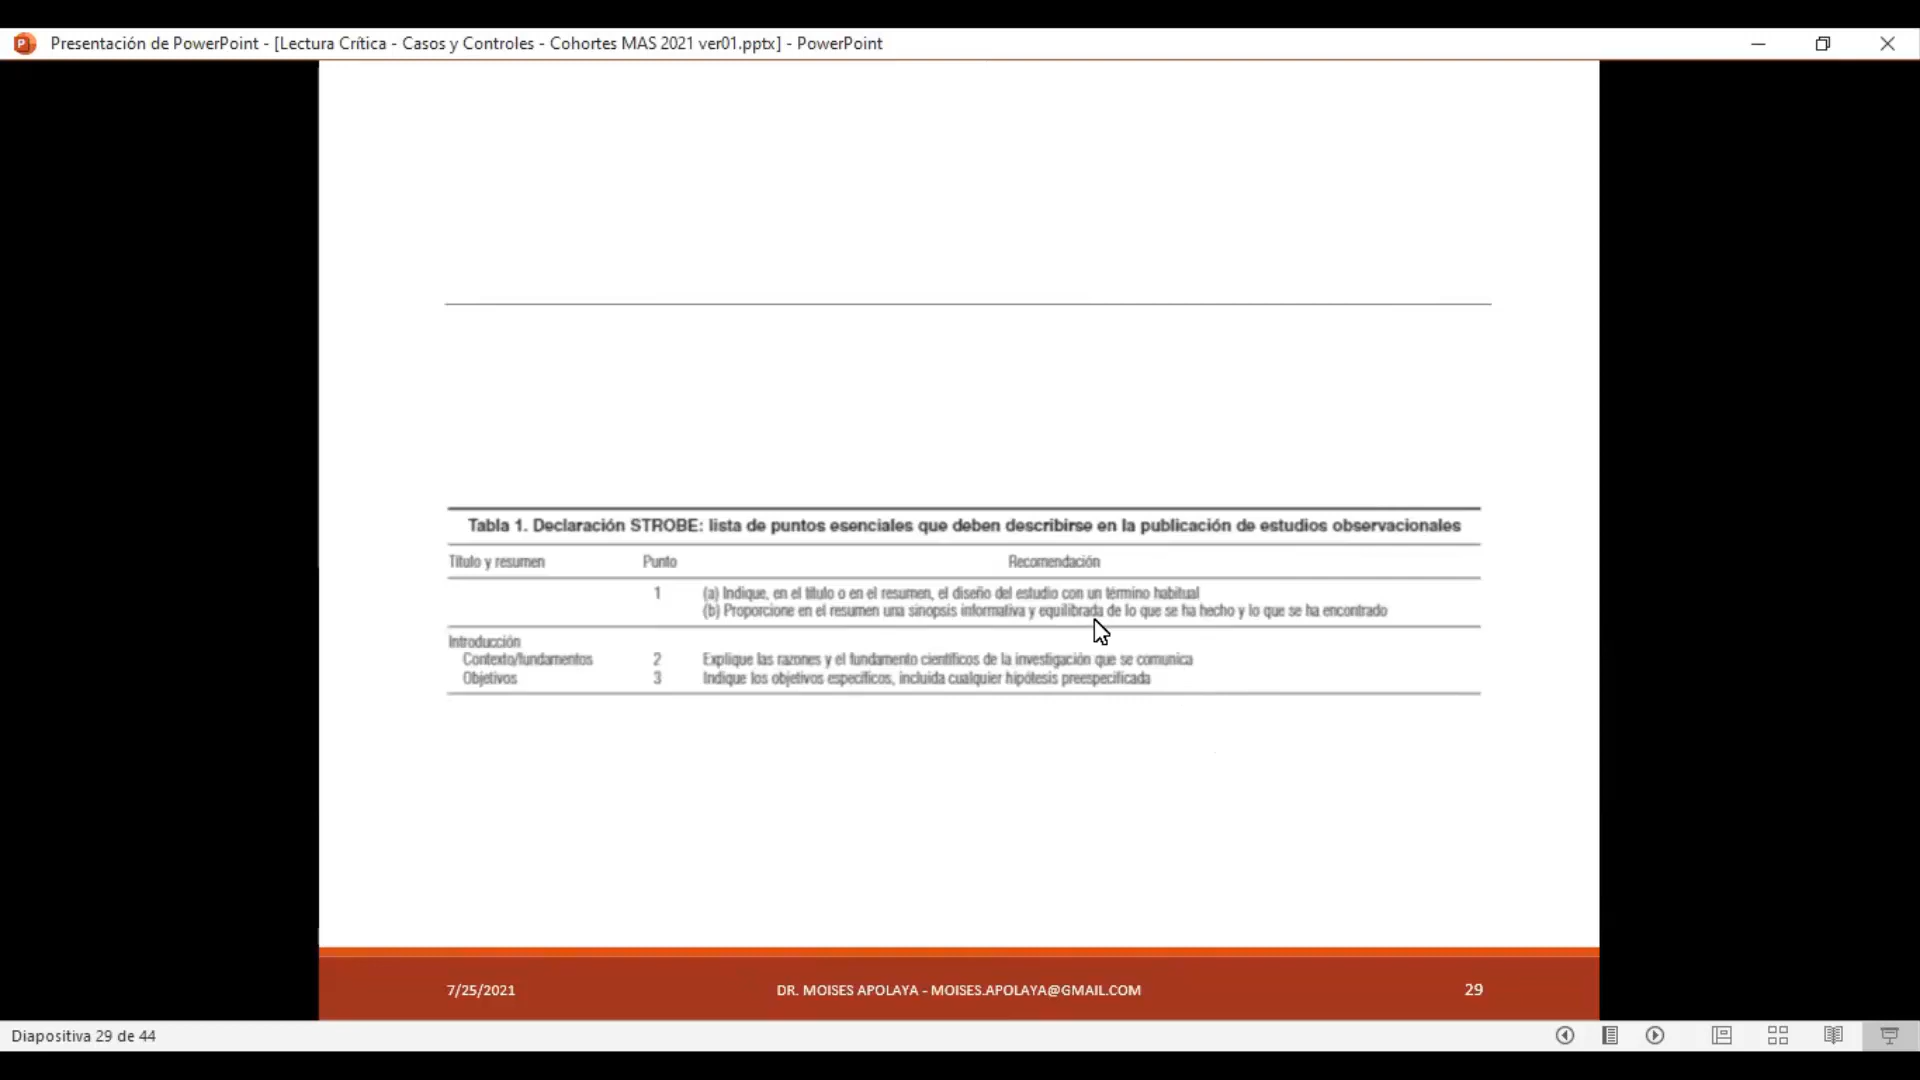 Presentación de PowerPoint - [Lectura Crítica - Casos y Controles - Cohortes MAS 2021 ver01.pptx] - PowerPoint
Tabla 1. Declaración STROBE: lista de puntos esenciales que deben describirse en la publicación de estudios observacionales
Título y resumen Punto Recomendación
1 (a) Indique, en el título o en el resumen, el diseño del estudio con un término habitual
(b) Proporcione en el resumen una sinopsis informativa y equilibrada de lo que se ha hecho y lo que se ha encontrado
Introducción
Contexto/fundamentos 2 Explique las razones y el fundamento científicos de la investigación que se comunica
Objetivos 3 Indique los objetivos específicos, incluida cualquier hipótesis preespecificada
7/25/2021 DR. MOISES APOLAYA - MOISES.APOLAYA@GMAIL.COM 29
Diapositiva 29 de 44